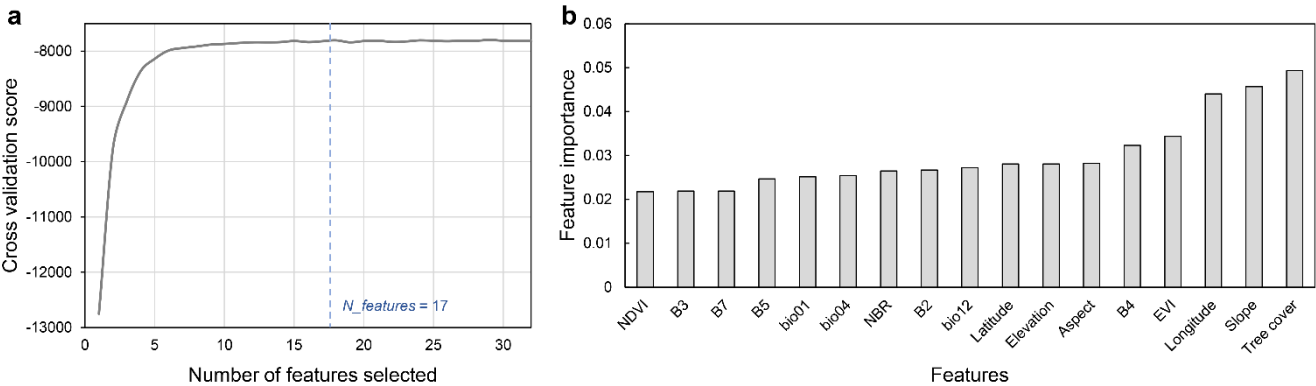 a
Cross validation score
-8000
-9000
-10000
-11000
-12000
-13000
N_features = 17
0 5 10 15 20 25 30
Number of features selected
b
Feature importance
0.06
0.05
0.04
0.03
0.02
0.01
0
NDVI B3 B7 B5 bio01 bio04 NBR B2 bio12 Latitude Elevation Aspect B4 EVI Longitude Slope Tree cover
Features